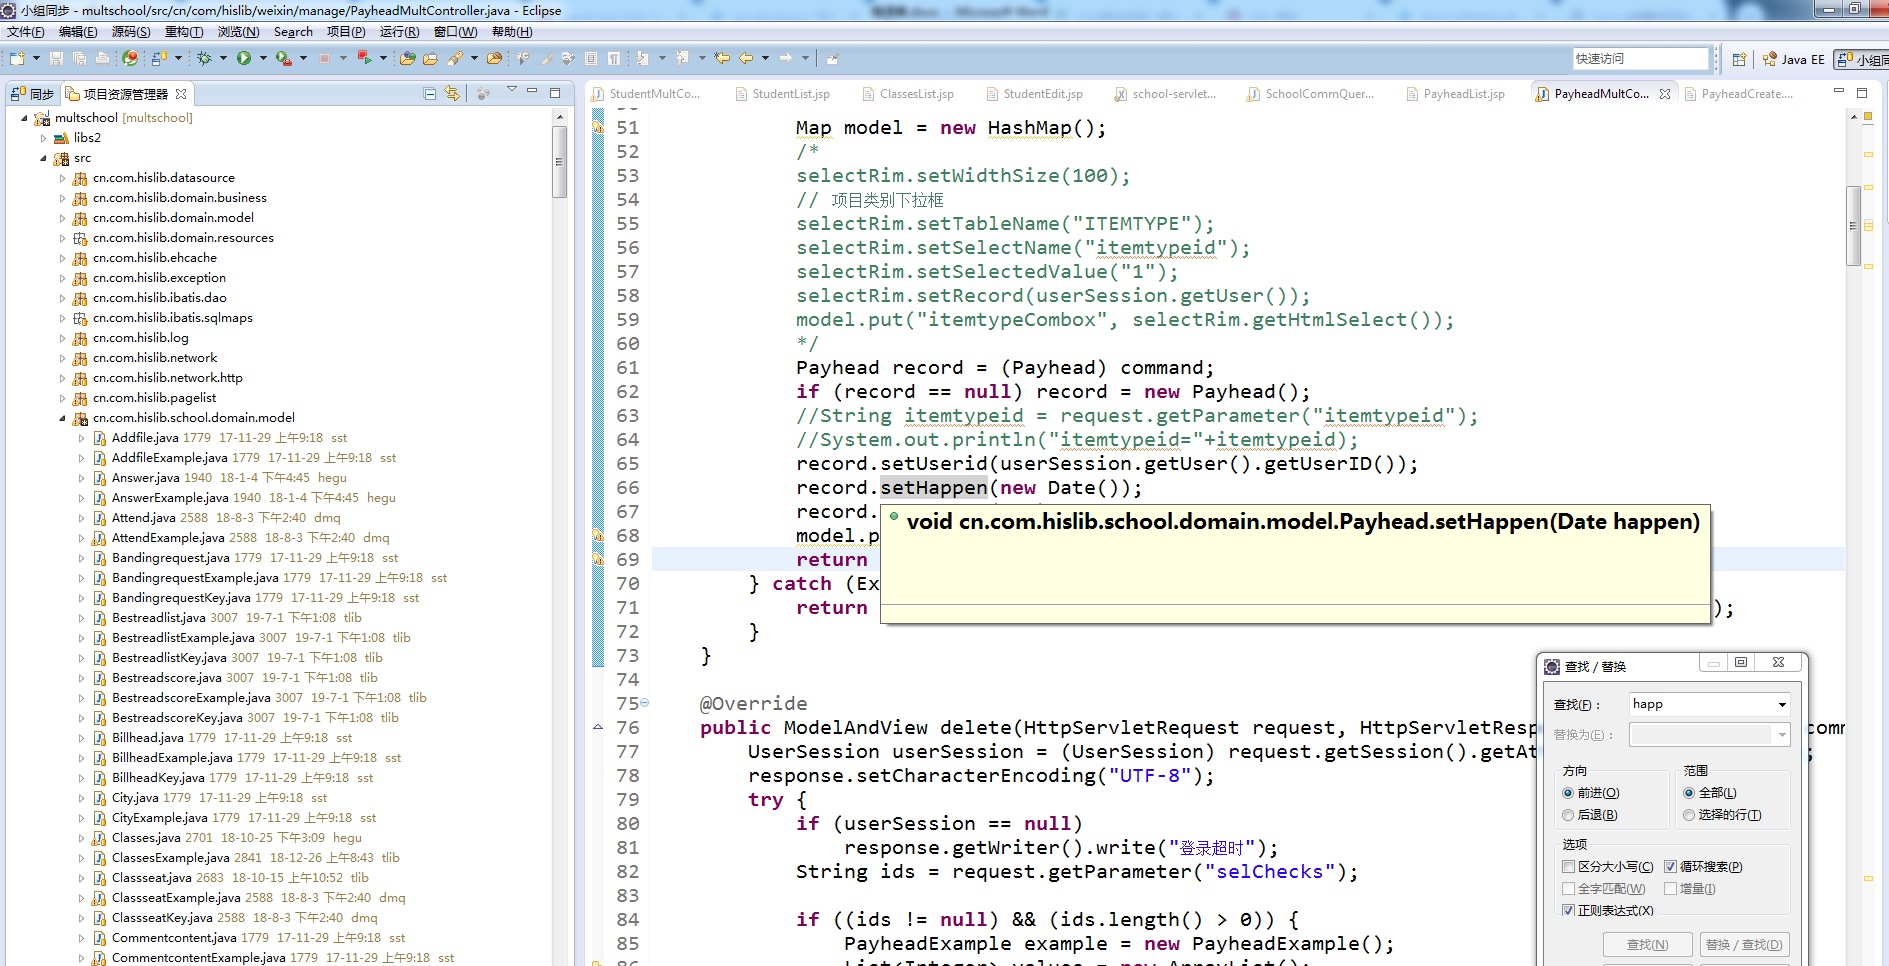 小组同步 - multschool/src/cn/com/hislib/weixin/manage/PayheadMultController.java - Eclipse
文件(F) 编辑(E) 源码(S) 重构(T) 浏览(N) Search 项目(P) 运行(R) 窗口(W) 帮助(H)
快速访问 Java EE 小组同
同步 项目资源管理器
StudentMultCo... StudentList.jsp ClassesList.jsp StudentEdit.jsp school-servlet... SchoolCommQuer... PayheadList.jsp PayheadMultCo... PayheadCreate....
multschool [multschool]
libs2
src
cn.com.hislib.datasource
cn.com.hislib.domain.business
cn.com.hislib.domain.model
cn.com.hislib.domain.resources
cn.com.hislib.ehcache
cn.com.hislib.exception
cn.com.hislib.ibatis.dao
cn.com.hislib.ibatis.sqlmaps
cn.com.hislib.log
cn.com.hislib.network
cn.com.hislib.network.http
cn.com.hislib.pagelist
cn.com.hislib.school.domain.model
Addfile.java 1779 17-11-29 上午9:18 sst
AddfileExample.java 1779 17-11-29 上午9:18 sst
Answer.java 1940 18-1-4 下午4:45 hegu
AnswerExample.java 1940 18-1-4 下午4:45 hegu
Attend.java 2588 18-8-3 下午2:40 dmq
AttendExample.java 2588 18-8-3 下午2:40 dmq
Bandingrequest.java 1779 17-11-29 上午9:18 sst
BandingrequestExample.java 1779 17-11-29 上午9:18 sst
BandingrequestKey.java 1779 17-11-29 上午9:18 sst
Bestreadlist.java 3007 19-7-1 下午1:08 tlib
BestreadlistExample.java 3007 19-7-1 下午1:08 tlib
BestreadlistKey.java 3007 19-7-1 下午1:08 tlib
Bestreadscore.java 3007 19-7-1 下午1:08 tlib
BestreadscoreExample.java 3007 19-7-1 下午1:08 tlib
BestreadscoreKey.java 3007 19-7-1 下午1:08 tlib
Billhead.java 1779 17-11-29 上午9:18 sst
BillheadExample.java 1779 17-11-29 上午9:18 sst
BillheadKey.java 1779 17-11-29 上午9:18 sst
City.java 1779 17-11-29 上午9:18 sst
CityExample.java 1779 17-11-29 上午9:18 sst
Classes.java 2701 18-10-25 下午3:09 hegu
ClassesExample.java 2841 18-12-26 上午8:43 tlib
Classseat.java 2683 18-10-15 上午10:52 tlib
ClassseatExample.java 2588 18-8-3 下午2:40 dmq
ClassseatKey.java 2588 18-8-3 下午2:40 dmq
Commentcontent.java 1779 17-11-29 上午9:18 sst
CommentcontentExample.java 1779 17-11-29 上午9:18 sst
51 Map model = new HashMap();
52 /*
53 selectRim.setWidthSize(100);
54 // 项目类别下拉框
55 selectRim.setTableName("ITEMTYPE");
56 selectRim.setSelectName("itemtypeid");
57 selectRim.setSelectedValue("1");
58 selectRim.setRecord(userSession.getUser());
59 model.put("itemtypeCombox", selectRim.getHtmlSelect());
60 */
61 Payhead record = (Payhead) command;
62 if (record == null) record = new Payhead();
63 //String itemtypeid = request.getParameter("itemtypeid");
64 //System.out.println("itemtypeid="+itemtypeid);
65 record.setUserid(userSession.getUser().getUserID());
66 record.setHappen(new Date());
67 record.
void cn.com.hislib.school.domain.model.Payhead.setHappen(Date happen)
68 model.p
69 return
70 } catch (Ex
71 return );
72 }
73 }
74
75 @Override
76 public ModelAndView delete(HttpServletRequest request, HttpServletResp comm
77 UserSession userSession = (UserSession) request.getSession().getAt ;
78 response.setCharacterEncoding("UTF-8");
79 try {
80 if (userSession == null)
81 response.getWriter().write("登录超时");
82 String ids = request.getParameter("selChecks");
83
84 if ((ids != null) && (ids.length() > 0)) {
85 PayheadExample example = new PayheadExample();
86 List<Integer> values = new ArrayList();
查找 / 替换
查找(F)： happ
替换为(E)：
方向 范围
前进(O) 全部(L)
后退(B) 选择的行(T)
选项
区分大小写(C) 循环搜索(P)
全字匹配(W) 增量(I)
正则表达式(X)
查找(N) 替换 / 查找(D)